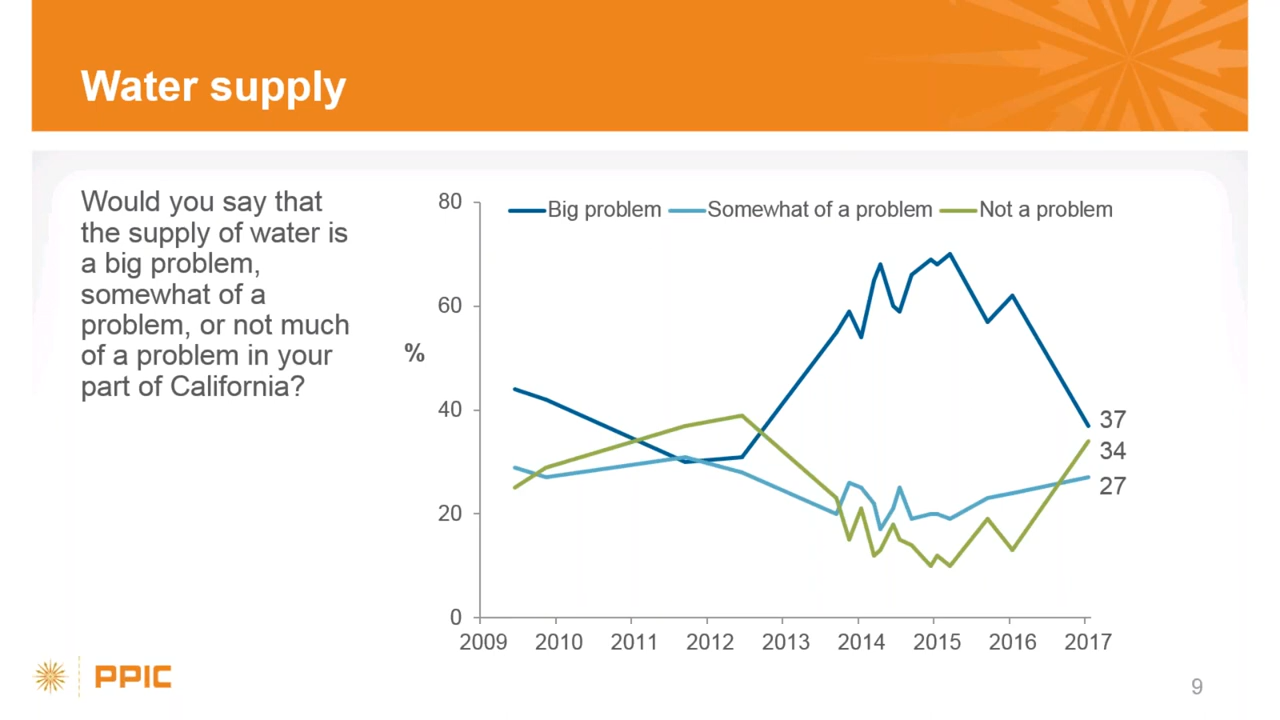 Water supply
Would you say that
the supply of water is
a big problem,
somewhat of a
problem, or not much
of a problem in your
part of California?
Big problem
Somewhat of a problem
Not a problem
80
60
%
40
20
0
37
34
27
2009 2010 2011 2012 2013 2014 2015 2016 2017
PPIC
9